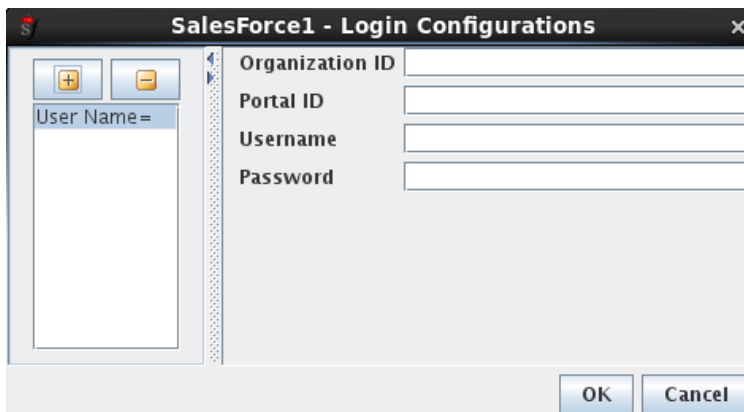 SalesForce1 - Login Configurations
User Name=
Organization ID
Portal ID
Username
Password
OK
Cancel